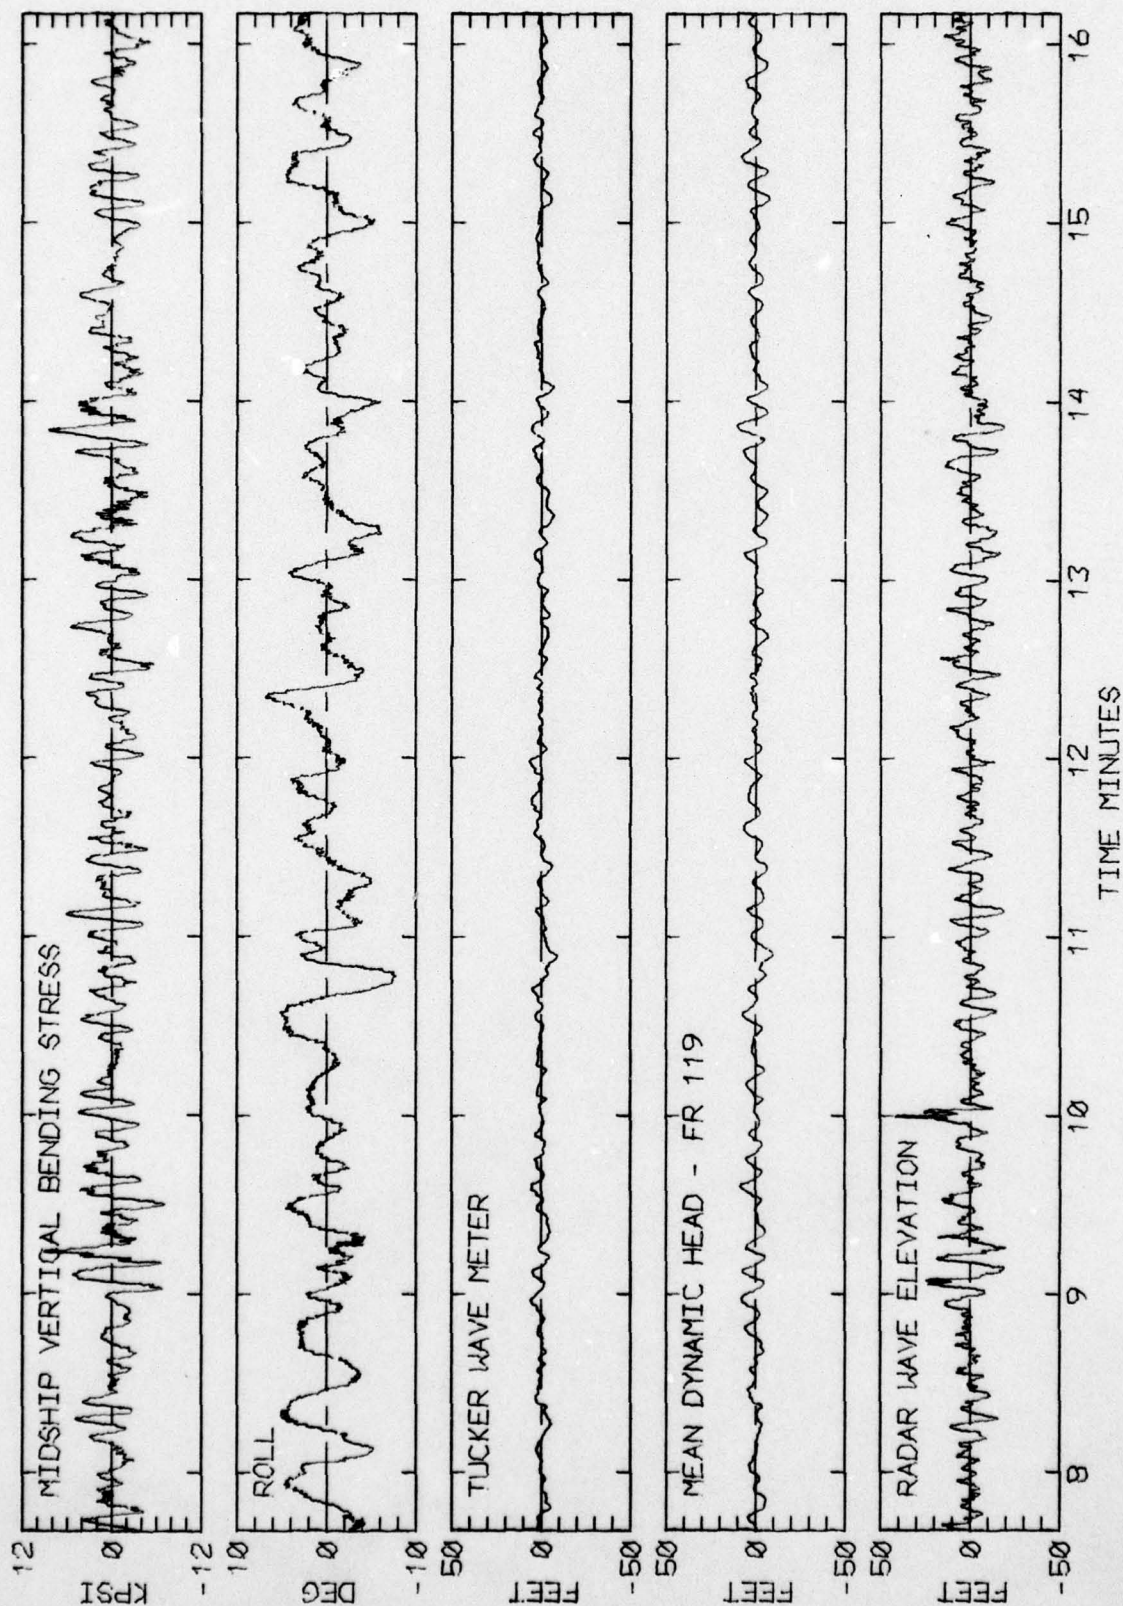 MIDSHIP VERTICAL BENDING STRESS
12
KPSI
0
-12
ROLL
10
DEG
0
-10
TUCKER WAVE METER
50
FEET
0
-50
MEAN DYNAMIC HEAD - FR 119
50
FEET
0
-50
RADAR WAVE ELEVATION
50
FEET
0
-50
8 9 10 11 12 13 14 15 16
TIME MINUTES